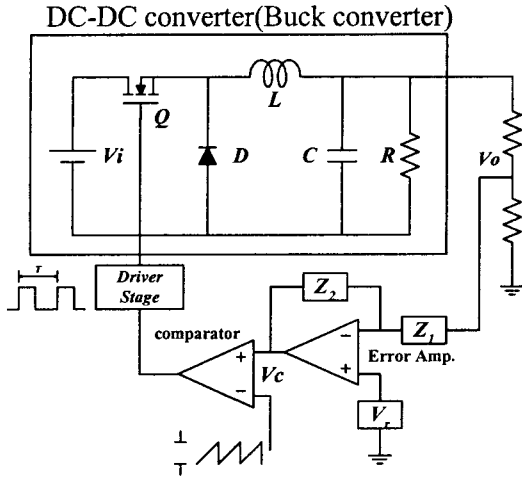 DC-DC converter(Buck converter)
Q
L
Vi
D
C
R
Vo
T
Driver
Stage
comparator
Z2
Z1
Error Amp.
+
-
-
+
Vc
Vr